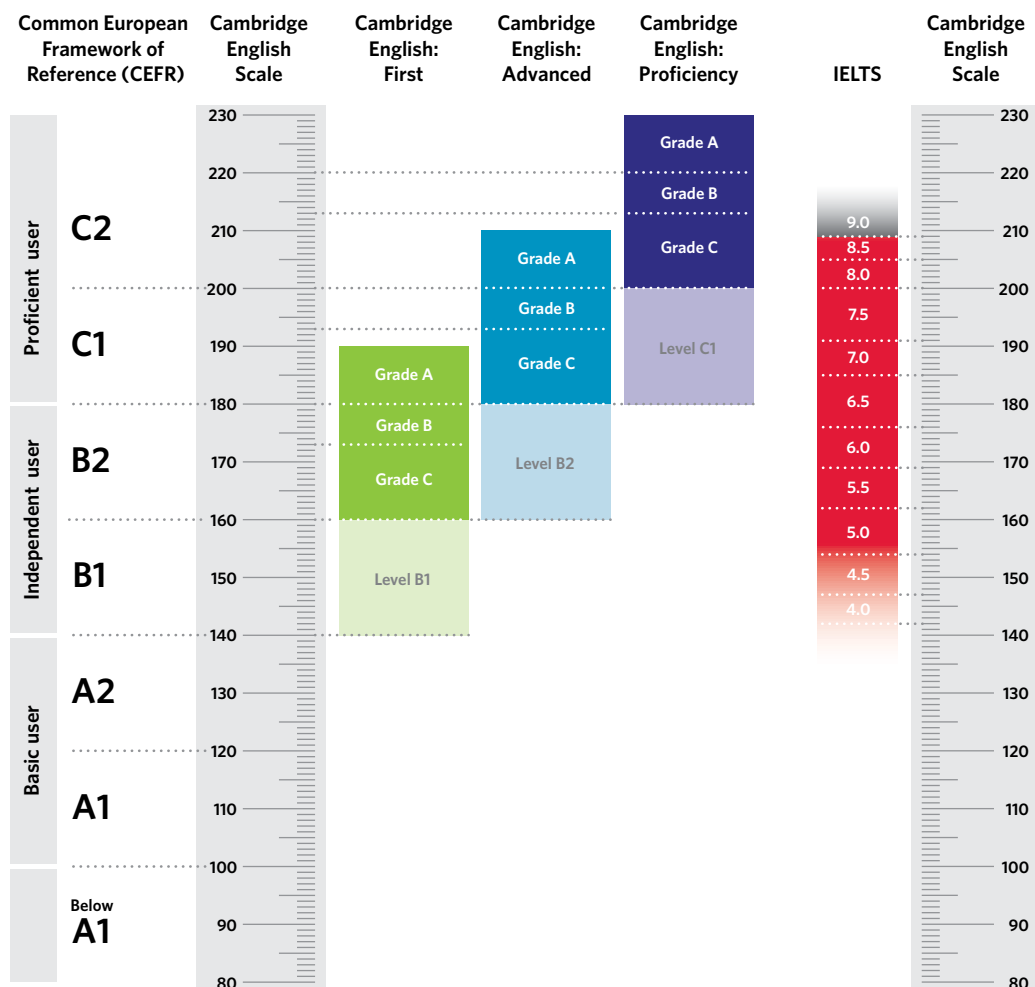 Common European
Framework of
Reference (CEFR)
Cambridge
English
Scale
Cambridge
English:
First
Cambridge
English:
Advanced
Cambridge
English:
Proficiency
IELTS
Cambridge
English
Scale
Proficient user
Independent user
Basic user
C2
C1
B2
B1
A2
A1
Below
A1
230
220
210
200
190
180
170
160
150
140
130
120
110
100
90
80
Grade A
Grade B
Grade C
Level B1
Grade A
Grade B
Grade C
Level B2
Grade A
Grade B
Grade C
Level C1
9.0
8.5
8.0
7.5
7.0
6.5
6.0
5.5
5.0
4.5
4.0
230
220
210
200
190
180
170
160
150
140
130
120
110
100
90
80